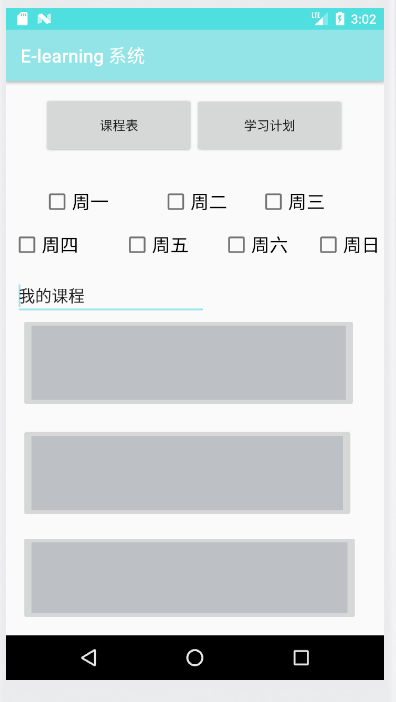 3:02
E-learning 系统
课程表 学习计划
周一 周二 周三
周四 周五 周六 周日
我的课程